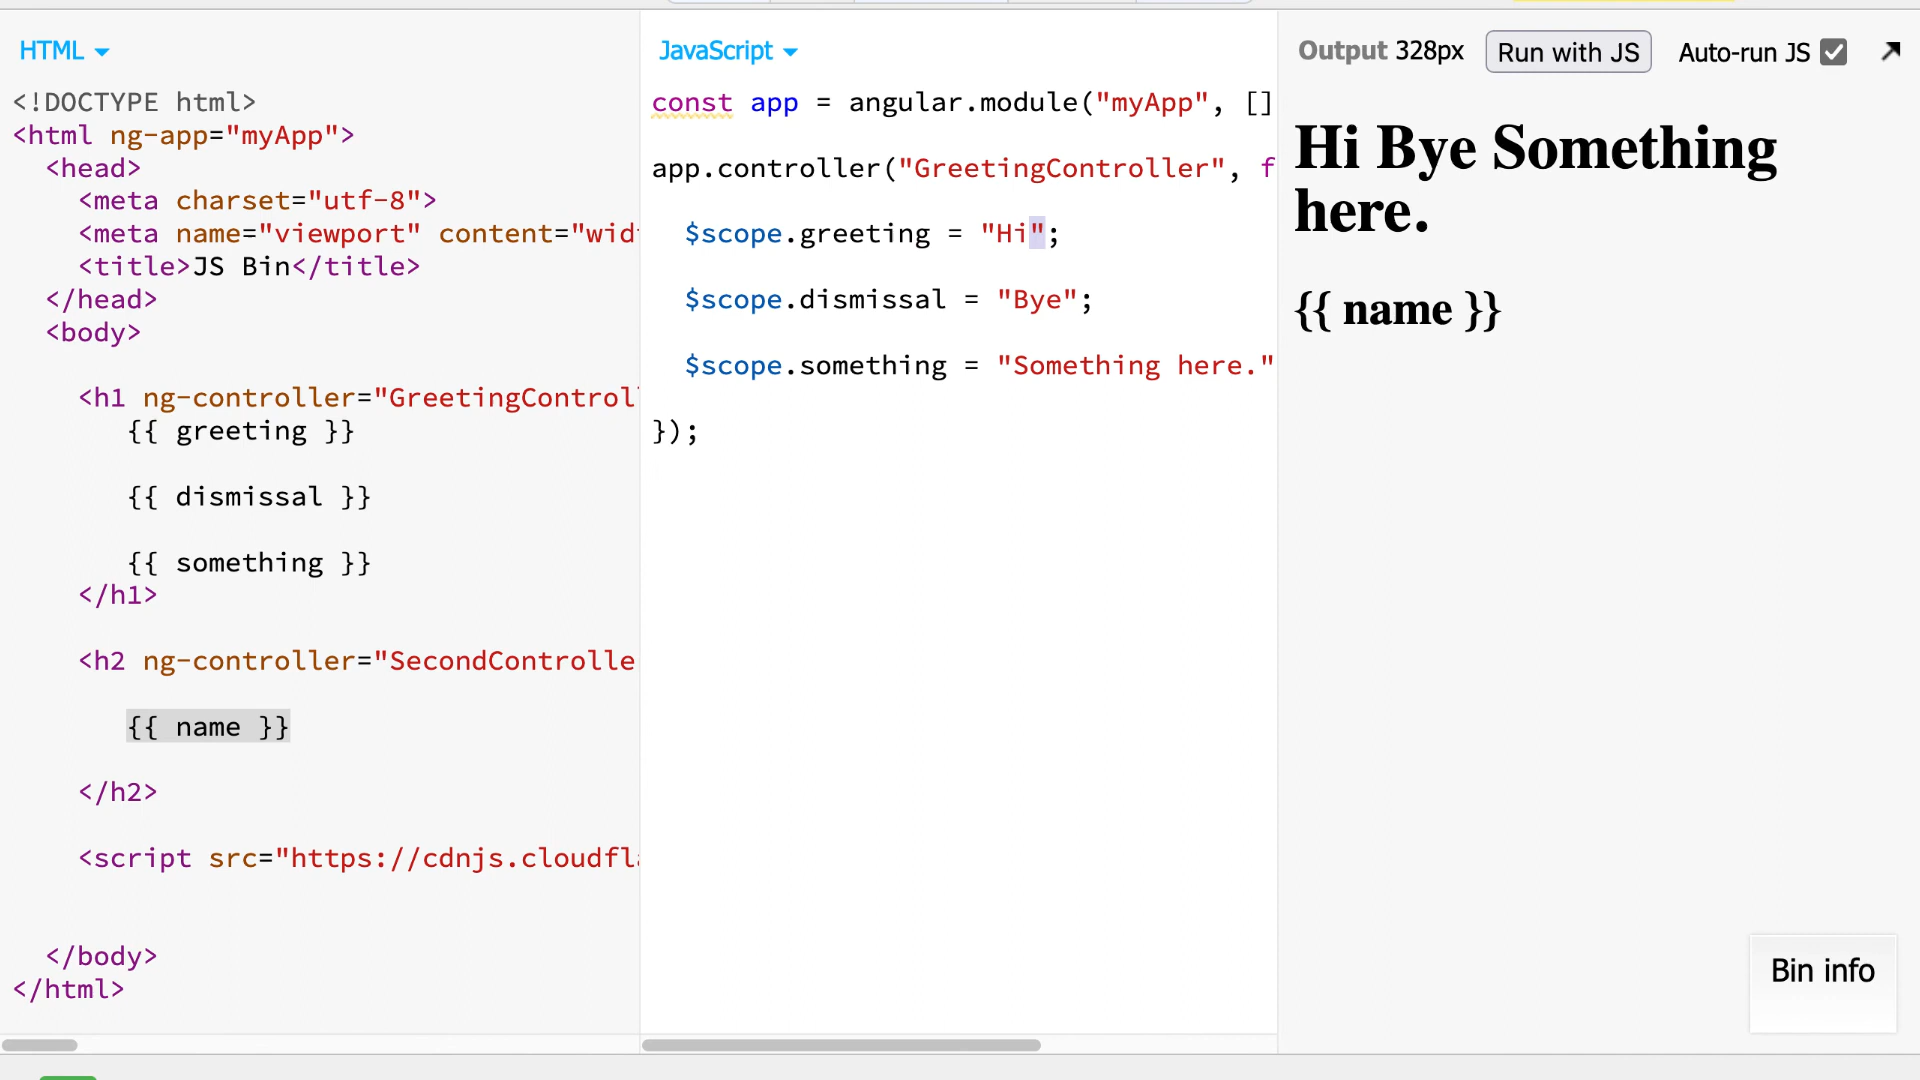 HTML
<!DOCTYPE html>
<html ng-app="myApp">
<head>
<meta charset="utf-8">
<meta name="viewport" content="wid
<title>JS Bin</title>
</head>
<body>
<h1 ng-controller="GreetingControl
{{ greeting }}
{{ dismissal }}
{{ something }}
</h1>
<h2 ng-controller="SecondControlle
{{ name }}
</h2>
<script src="https://cdnjs.cloudfl
</body>
</html>
JavaScript
const app = angular.module("myApp", []
app.controller("GreetingController", f
$scope.greeting = "Hi";
$scope.dismissal = "Bye";
$scope.something = "Something here."
});
Output 328px Run with JS Auto-run JS
Hi Bye Something
here.
{{ name }}
Bin info